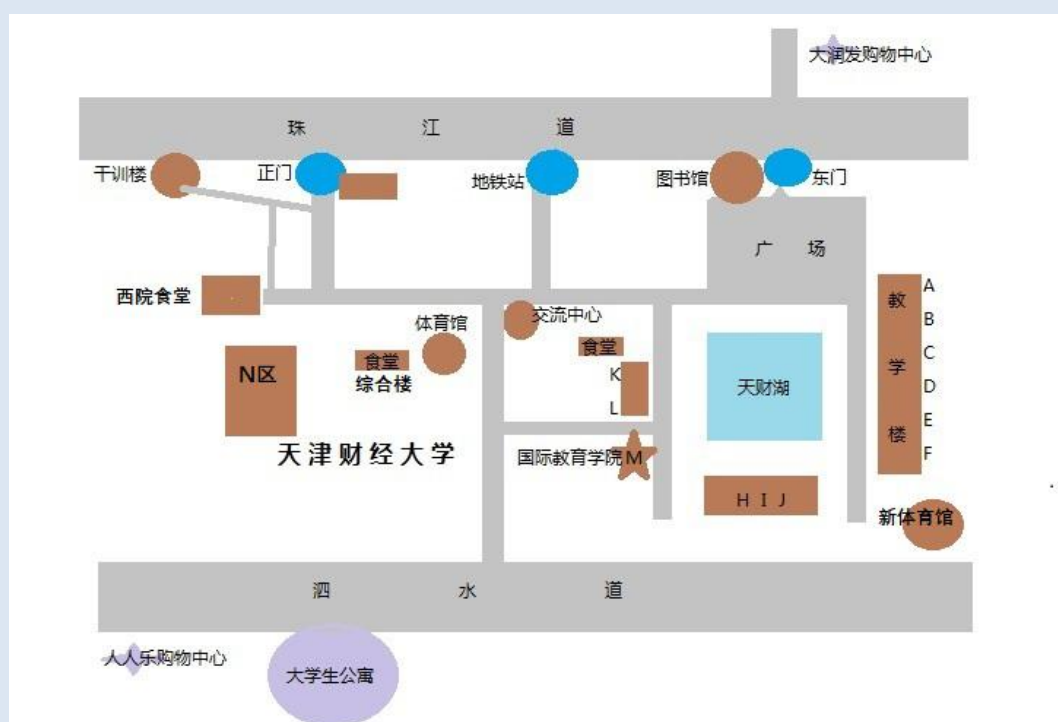 大润发购物中心
珠 江 道
干训楼
正门
地铁站
图书馆
东门
广 场
西院食堂
交流中心
体育馆
食堂
综合楼
N区
食堂
K
L
天财湖
教
学
楼
A
B
C
D
E
F
天津财经大学
国际教育学院M
H I J
新体育馆
泗 水 道
人人乐购物中心
大学生公寓